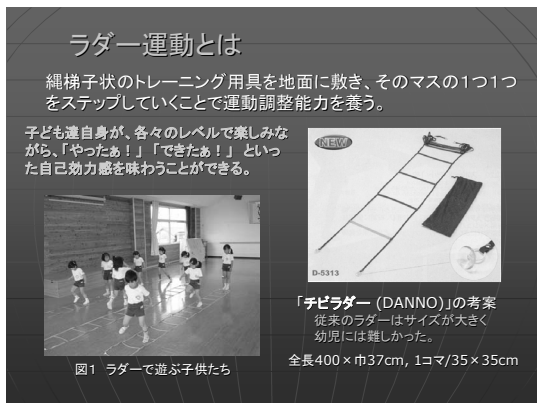 ラダー運動とは
縄梯子状のトレーニング用具を地面に敷き、そのマスの1つ1つ
をステップしていくことで運動調整能力を養う。
子ども達自身が、各々のレベルで楽しみな
がら、「やったぁ！」「できたぁ！」といっ
た自己効力感を味わうことができる。
NEW
D-5313
図1 ラダーで遊ぶ子供たち
「チビラダー (DANNO)」の考案
従来のラダーはサイズが大きく
幼児には難しかった。
全長400×巾37cm, 1コマ/35×35cm